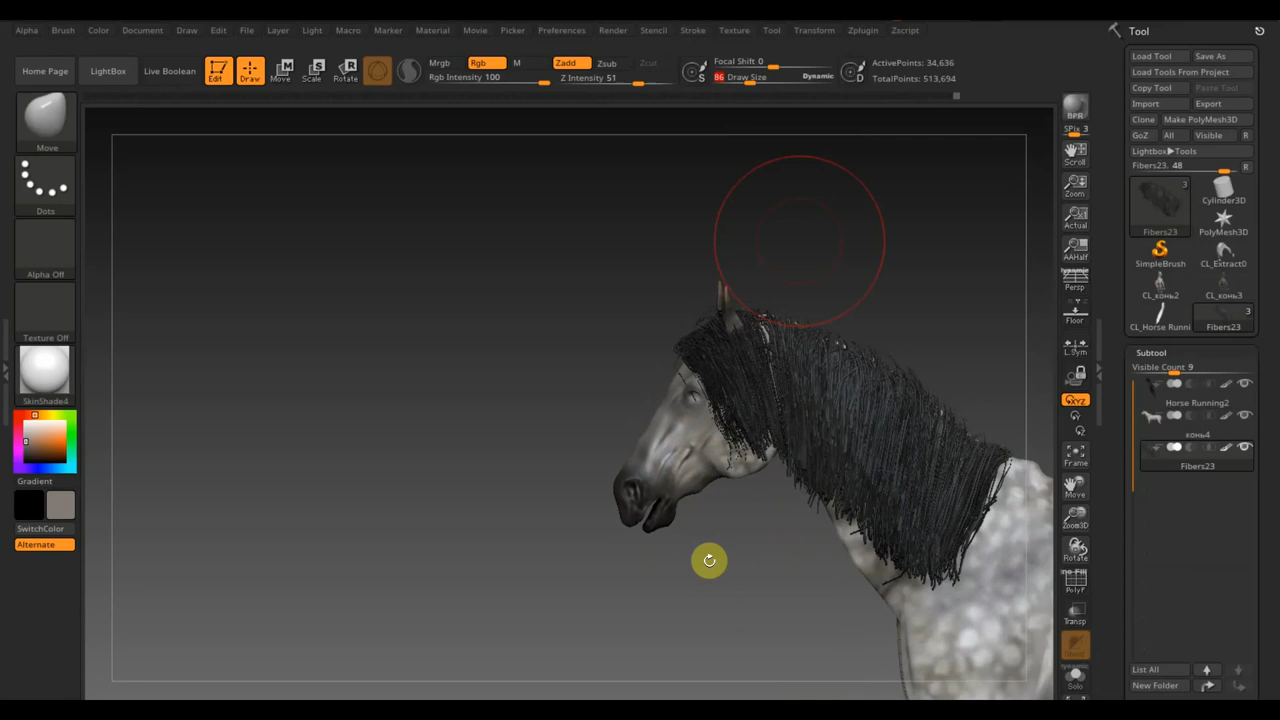 Alpha Brush Color Document Draw Edit File Layer Light Macro Marker Material Movie Picker Preferences Render Stencil Stroke Texture Tool Transform Zplugin Zscript
Tool
Load Tool Save As
Load Tools From Project
Copy Tool Paste Tool
Import Export
Clone Make PolyMesh3D
GoZ All Visible R
Lightbox▶Tools
Fibers23. 48 R
Home Page LightBox Live Boolean
Edit Draw Move Scale Rotate
Mrgb Rgb M
Rgb Intensity 100
Zadd Zsub Zcut
Z Intensity 51
S
Focal Shift 0
86 Draw Size Dynamic
D
ActivePoints: 34,636
TotalPoints: 513,694
Move
Dots
Alpha Off
Texture Off
SkinShade4
Gradient
SwitchColor
Alternate
BPR
SPix 3
Scroll
Zoom
Actual
AAHalf
Dynamic
Persp
Floor
L.Sym
XYZ
Y
Z
Frame
Move
Zoom3D
Rotate
PolyF
Transp
Dynamic
Solo
3
Fibers23
Cylinder3D
PolyMesh3D
SimpleBrush CL_Extract0
CL_конь2 CL_конь3
3
CL_Horse Runni Fibers23
Subtool
Visible Count 9
Horse Running2
конь4
Fibers23
List All
New Folder